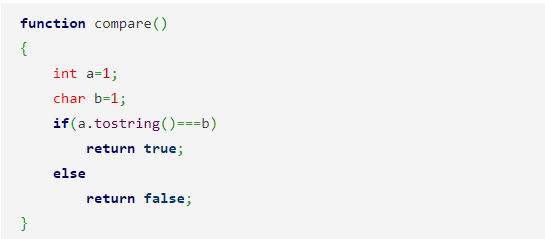 function compare()
{
    int a=1;
    char b=1;
    if(a.tostring()===b)
        return true;
    else
        return false;
}